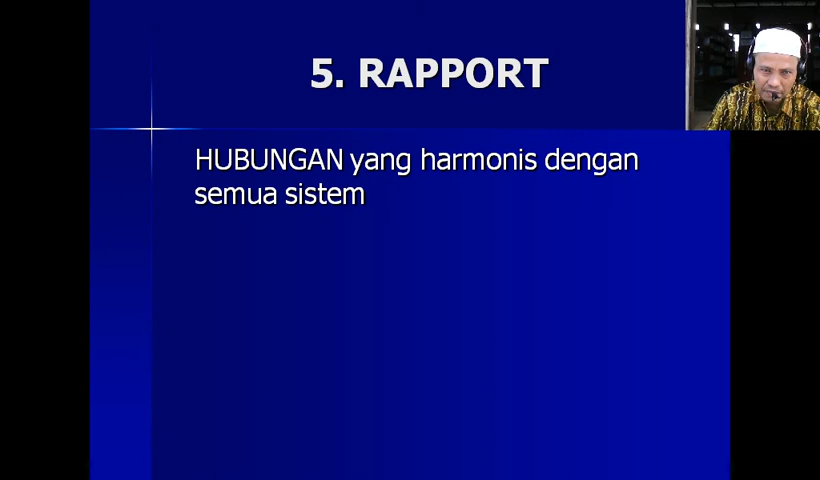 5. RAPPORT
HUBUNGAN yang harmonis dengan
semua sistem